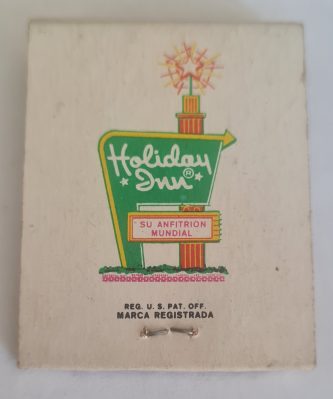 Holiday
Inn®
SU ANFITRION
MUNDIAL
REG. U. S. PAT. OFF.
MARCA REGISTRADA